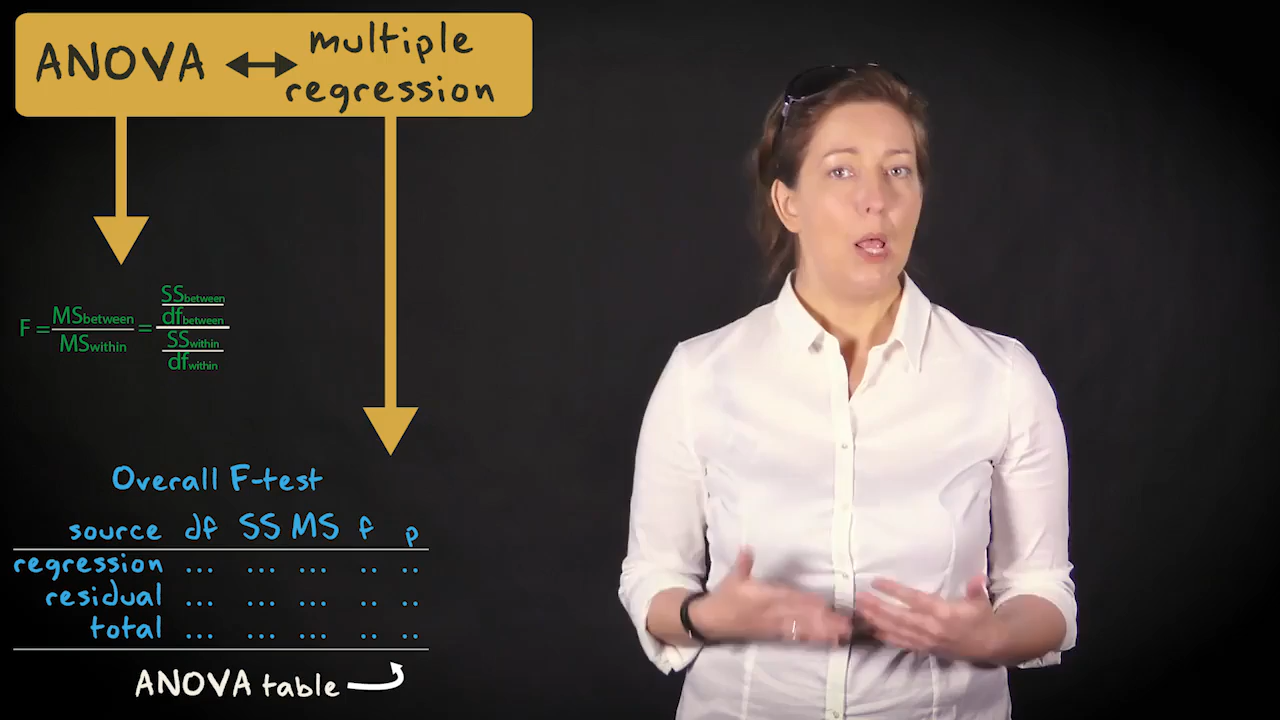 ANOVA ↔ multiple regression
F = MSbetween / MSwithin = (SSbetween / dfbetween) / (SSwithin / dfwithin)
Overall F-test
source df SS MS f p
regression ... ... ... .. ..
residual ... ... ... .. ..
total ... ... ... .. ..
ANOVA table